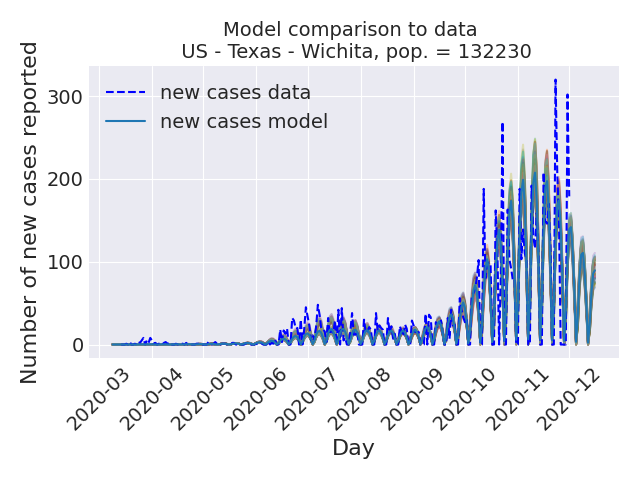 Model comparison to data
US - Texas - Wichita, pop. = 132230
Number of new cases reported
300
200
100
0
new cases data
new cases model
2020-03
2020-04
2020-05
2020-06
2020-07
2020-08
2020-09
2020-10
2020-11
2020-12
Day